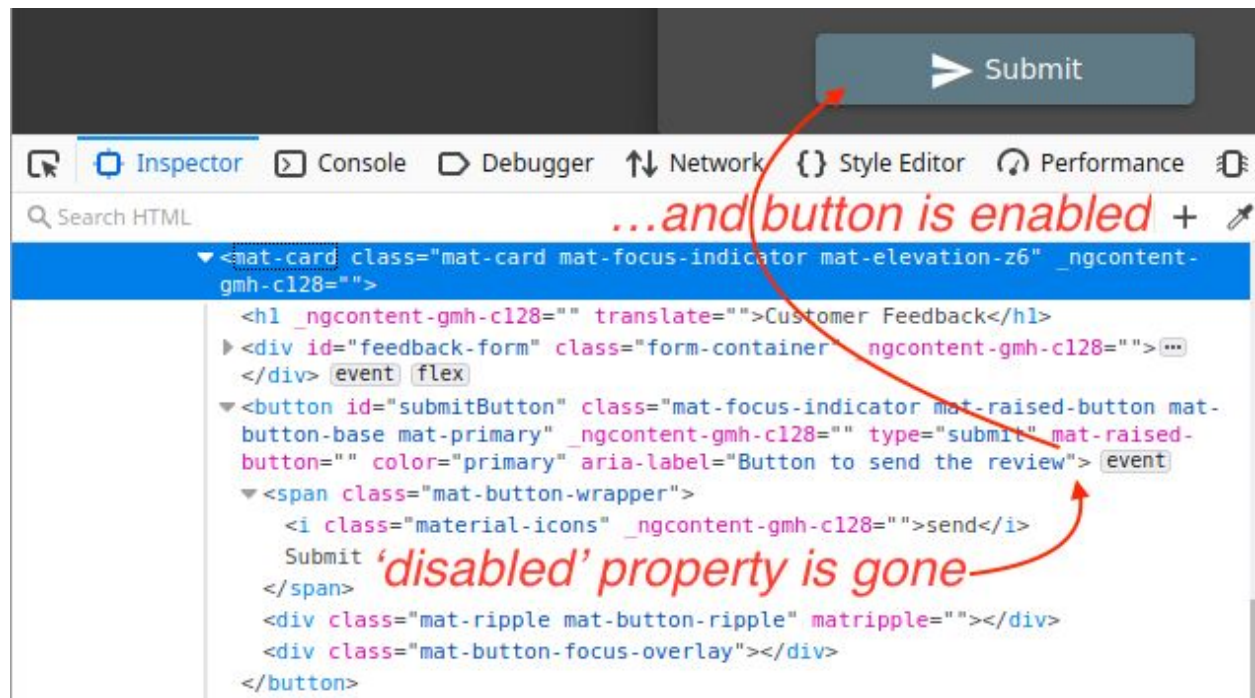 Submit
Inspector Console Debugger Network {} Style Editor Performance
Search HTML
...and button is enabled +
<mat-card class="mat-card mat-focus-indicator mat-elevation-z6" _ngcontent-
gmh-c128="">
<h1 _ngcontent-gmh-c128="" translate="">Customer Feedback</h1>
<div id="feedback-form" class="form-container" _ngcontent-gmh-c128="">
</div> event flex
<button id="submitButton" class="mat-focus-indicator mat-raised-button mat-
button-base mat-primary" _ngcontent-gmh-c128="" type="submit" mat-raised-
button="" color="primary" aria-label="Button to send the review"> event
<span class="mat-button-wrapper">
<i class="material-icons" _ngcontent-gmh-c128="">send</i>
Submit
‘disabled’ property is gone
</span>
<div class="mat-ripple mat-button-ripple" matripple=""></div>
<div class="mat-button-focus-overlay"></div>
</button>